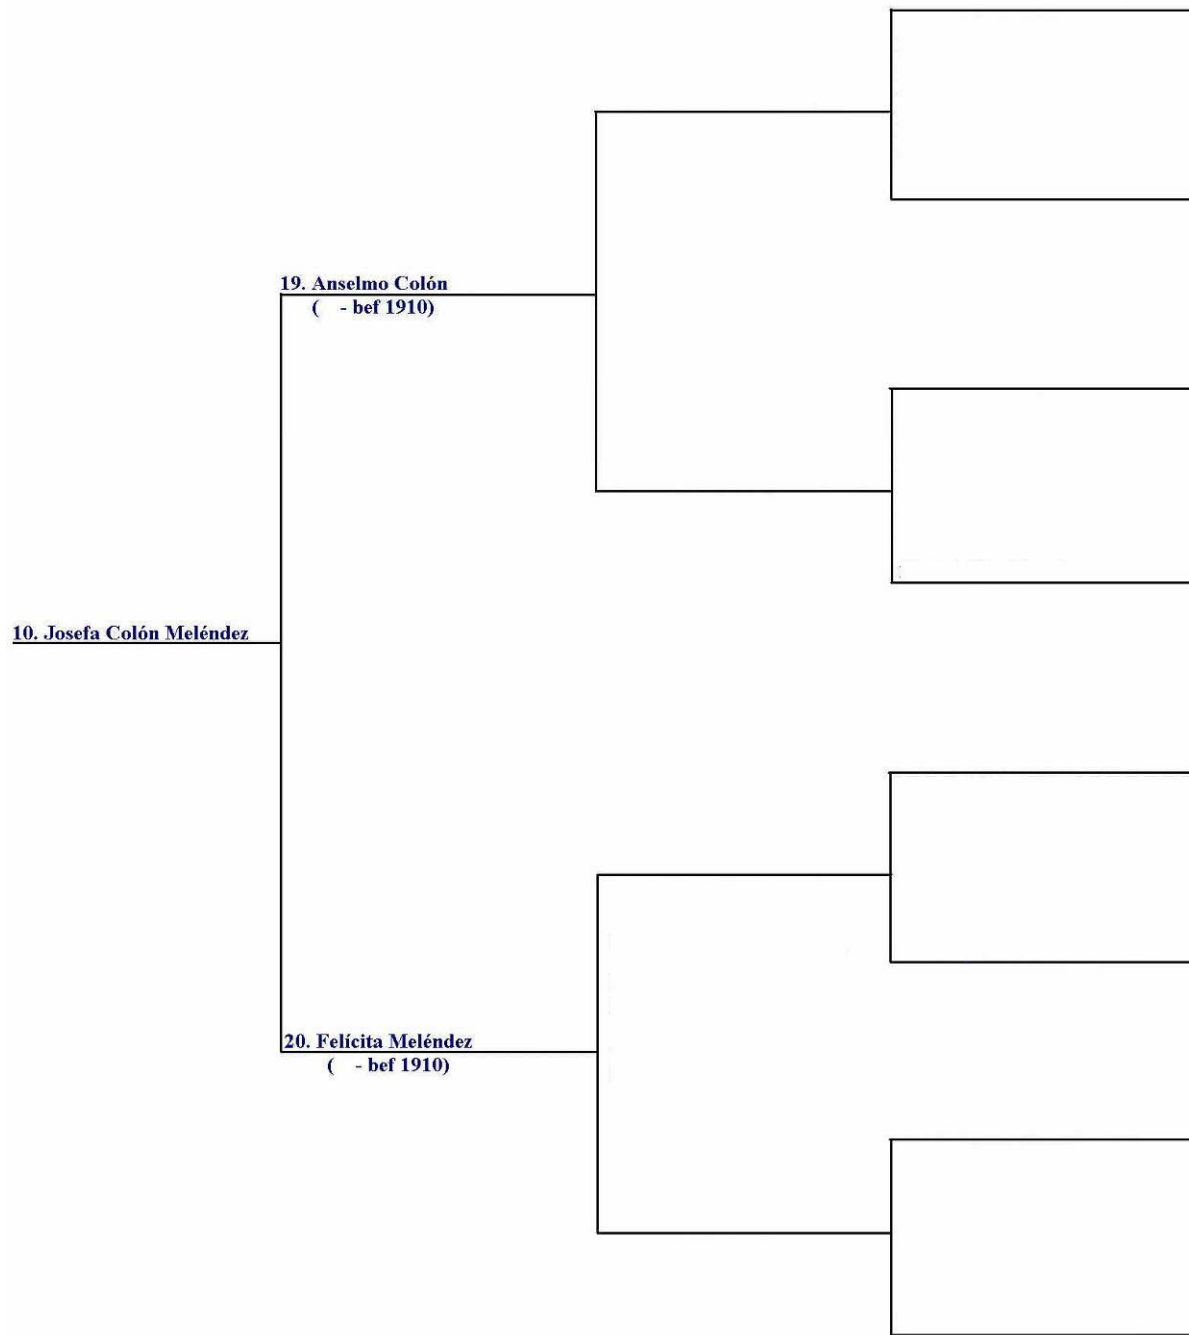 19. Anselmo Colón
( - bef 1910)
10. Josefa Colón Meléndez
20. Felícita Meléndez
( - bef 1910)